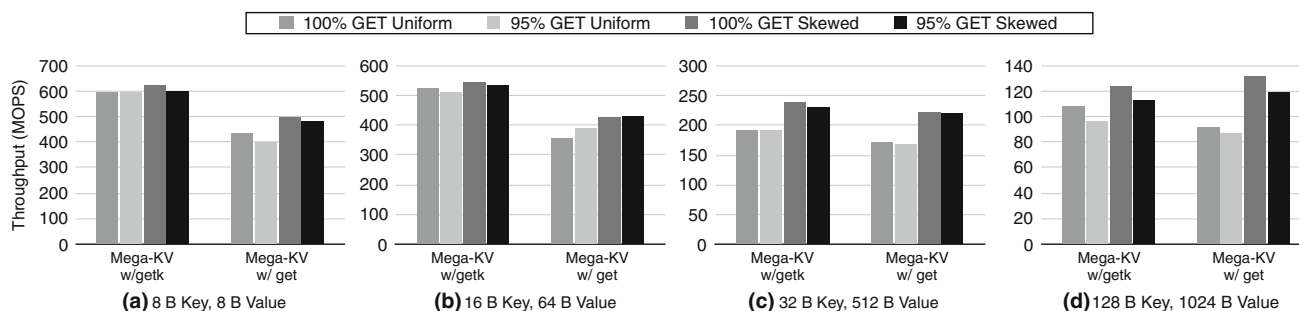 100% GET Uniform 95% GET Uniform 100% GET Skewed 95% GET Skewed
Throughput (MOPS)
700
600
500
400
300
200
100
0
Mega-KV w/getk
Mega-KV w/ get
(a) 8 B Key, 8 B Value
600
500
400
300
200
100
0
Mega-KV w/getk
Mega-KV w/ get
(b) 16 B Key, 64 B Value
300
250
200
150
100
50
0
Mega-KV w/getk
Mega-KV w/ get
(c) 32 B Key, 512 B Value
140
120
100
80
60
40
20
0
Mega-KV w/getk
Mega-KV w/ get
(d) 128 B Key, 1024 B Value